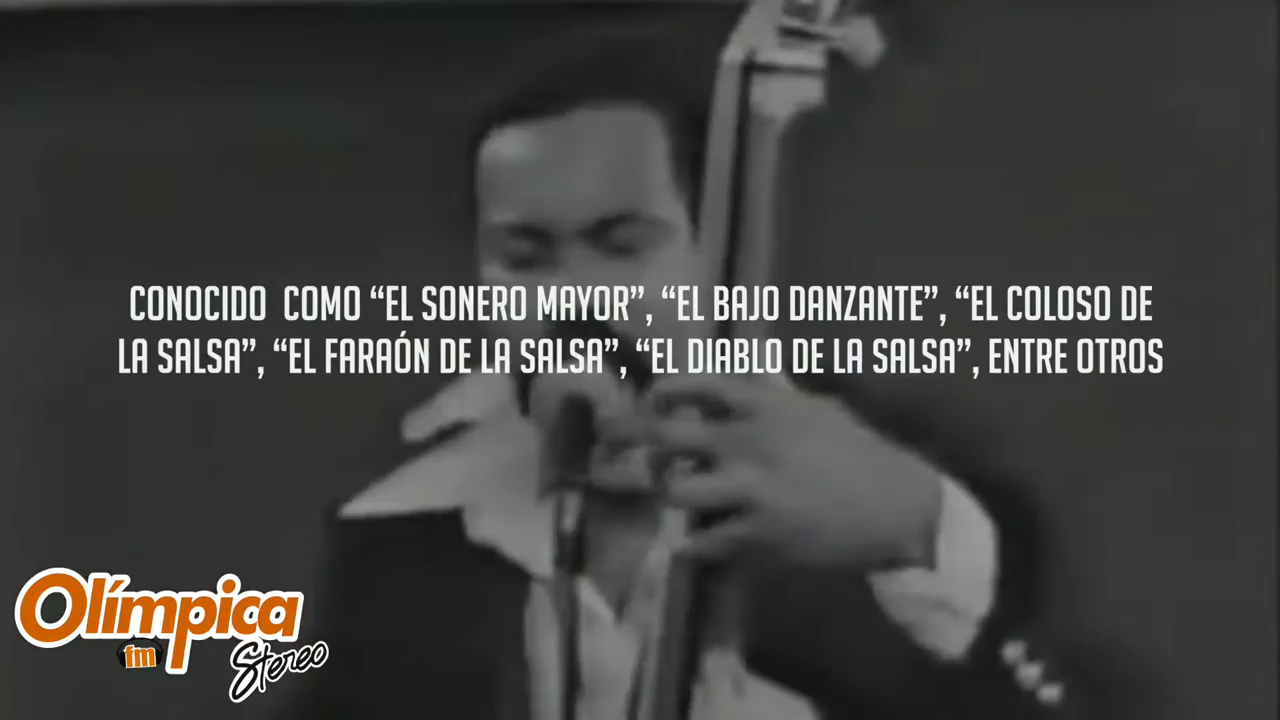 CONOCIDO COMO “EL SONERO MAYOR”, “EL BAJO DANZANTE”, “EL COLOSO DE
LA SALSA”, “EL FARAÓN DE LA SALSA”, “EL DIABLO DE LA SALSA”, ENTRE OTROS
Olímpica
fm
Stereo